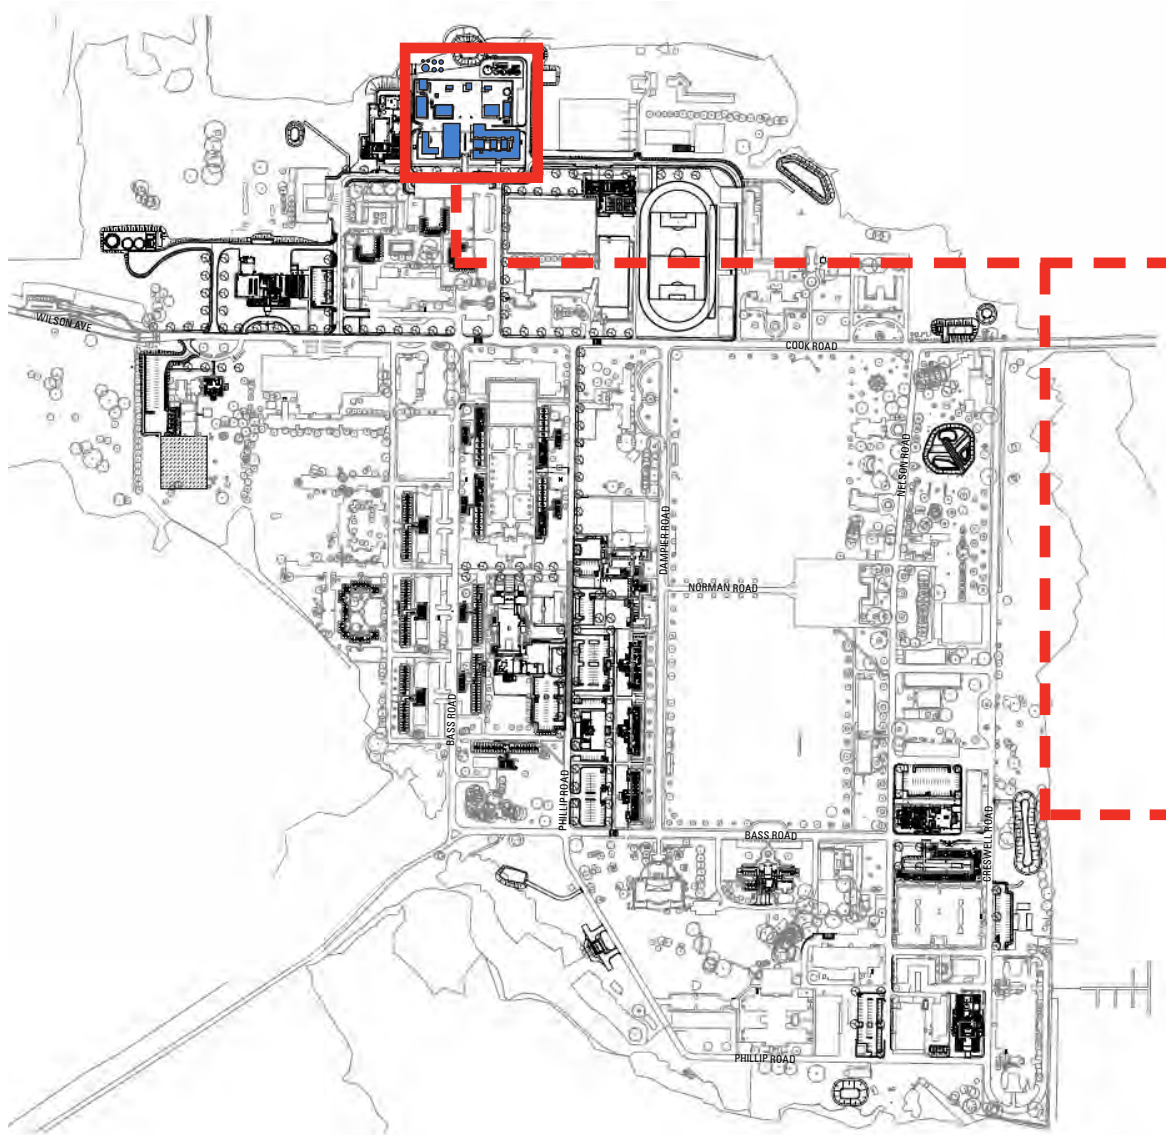 WILSON AVE
COOK ROAD
NELSON ROAD
DAMPIER ROAD
NORMAN ROAD
BASS ROAD
PHILLIP ROAD
BASS ROAD
CRESWELL ROAD
PHILLIP ROAD